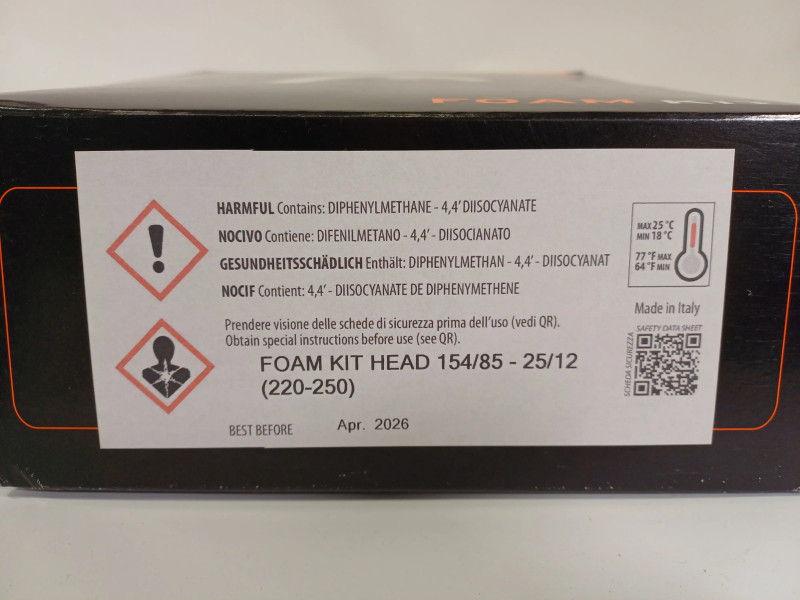 FOAM KIT
HARMFUL Contains: DIPHENYLMETHANE - 4,4' DIISOCYANATE
NOCIVO Contiene: DIFENILMETANO - 4,4' - DIISOCIANATO
GESUNDHEITSSCHÄDLICH Enthält: DIPHENYLMETHAN - 4,4' - DIISOCYANAT
NOCIF Contient: 4,4' - DIISOCYANATE DE DIPHENYMETHENE
MAX 25 °C
MIN 18 °C
77 °F MAX
64 °F MIN
Made in Italy
Prendere visione delle schede di sicurezza prima dell'uso (vedi QR).
Obtain special instructions before use (see QR).
SAFETY DATA SHEET
SCHEDA SICUREZZA
FOAM KIT HEAD 154/85 - 25/12
(220-250)
BEST BEFORE Apr. 2026